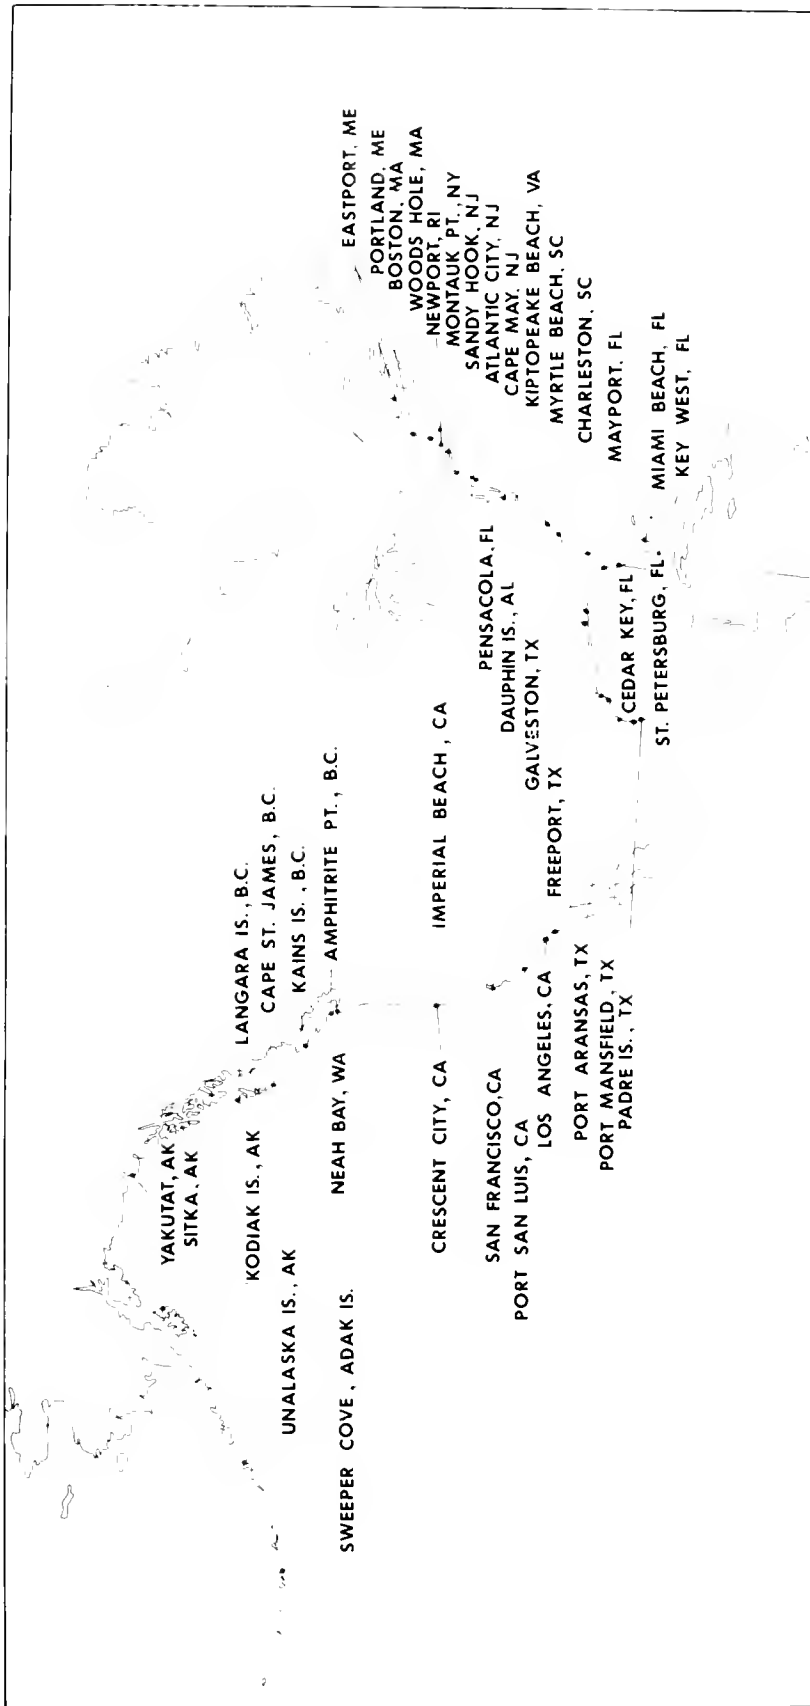 YAKUTAT, AK
SITKA, AK
KODIAK IS., AK
UNALASKA IS., AK
SWEEPER COVE, ADAK IS.
LANGARA IS., B.C.
CAPE ST. JAMES, B.C.
KAINS IS., B.C.
AMPHITRITE PT., B.C.
NEAH BAY, WA
CRESCENT CITY, CA
IMPERIAL BEACH, CA
SAN FRANCISCO, CA
PORT SAN LUIS, CA
LOS ANGELES, CA
PORT ARANSAS, TX
PORT MANSFIELD, TX
PADRE IS., TX
PENSACOLA, FL
DAUPHIN IS., AL
GALVESTON, TX
FREEPORT, TX
CEDAR KEY, FL
ST. PETERSBURG, FL
EASTPORT, ME
PORTLAND, ME
BOSTON, MA
WOODS HOLE, MA
NEWPORT, RI
MONTAUK PT., NY
SANDY HOOK, NJ
ATLANTIC CITY, NJ
CAPE MAY, NJ
KIPTOPEAKE BEACH, VA
MYRTLE BEACH, SC
CHARLESTON, SC
MAYPORT, FL
MIAMI BEACH, FL
KEY WEST, FL